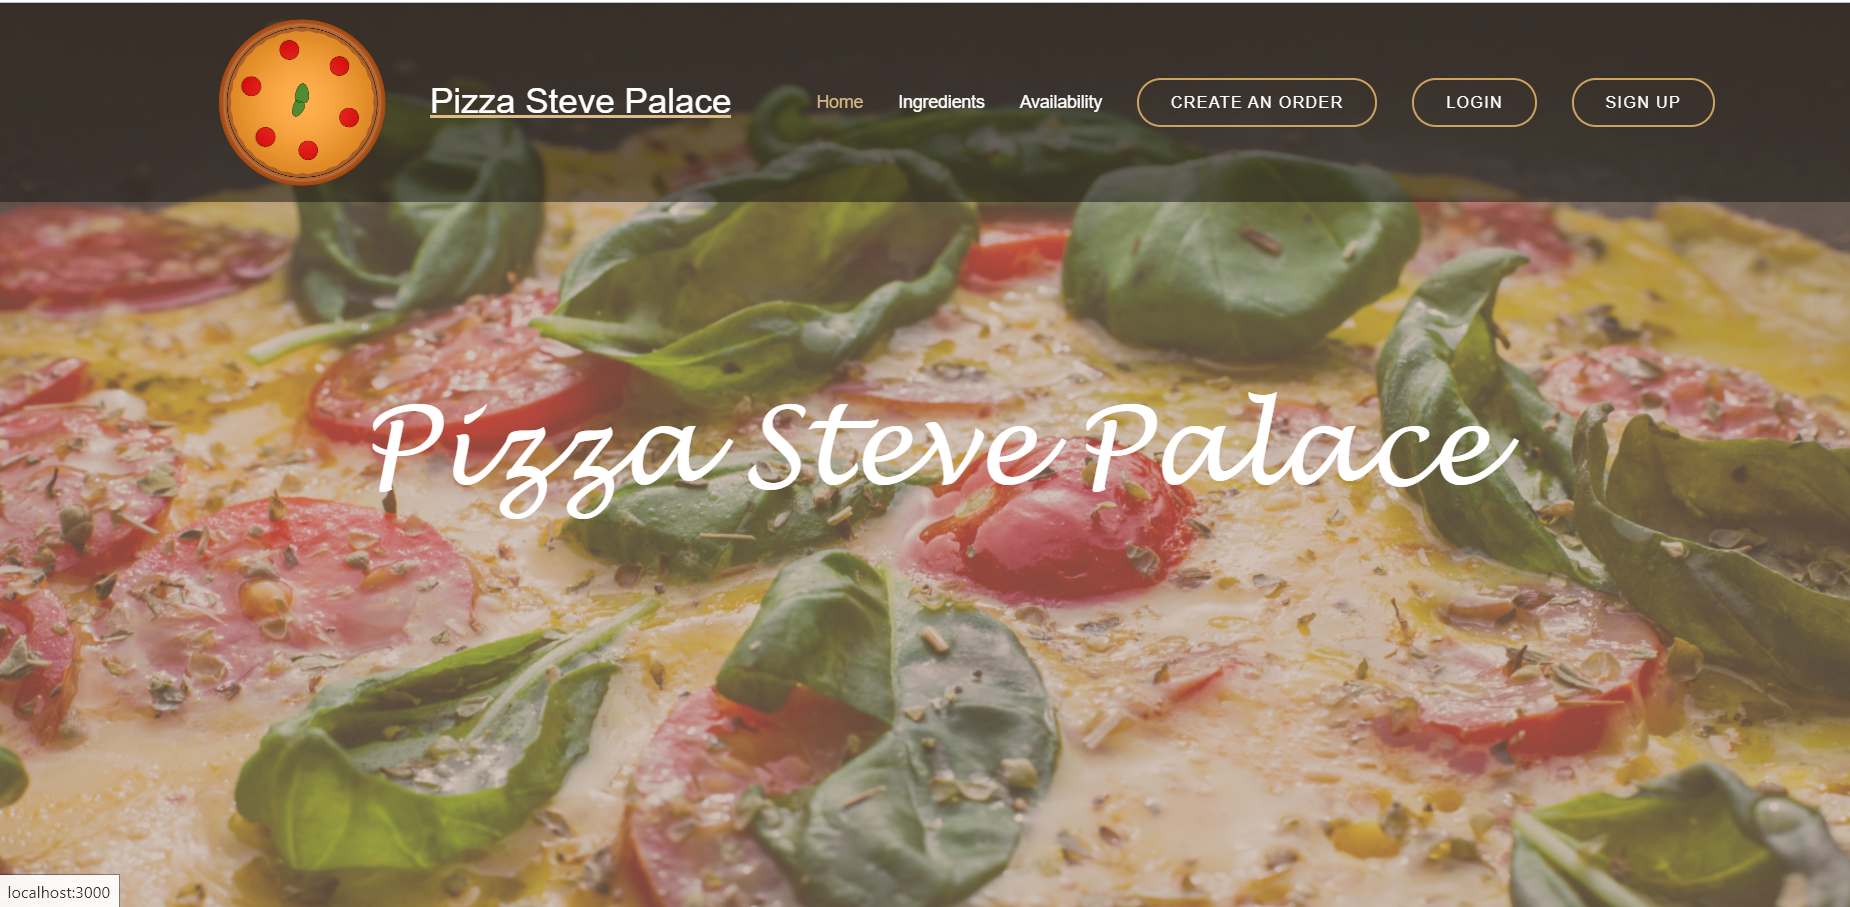 Pizza Steve Palace
Home
Ingredients
Availability
CREATE AN ORDER
LOGIN
SIGN UP
Pizza Steve Palace
localhost:3000